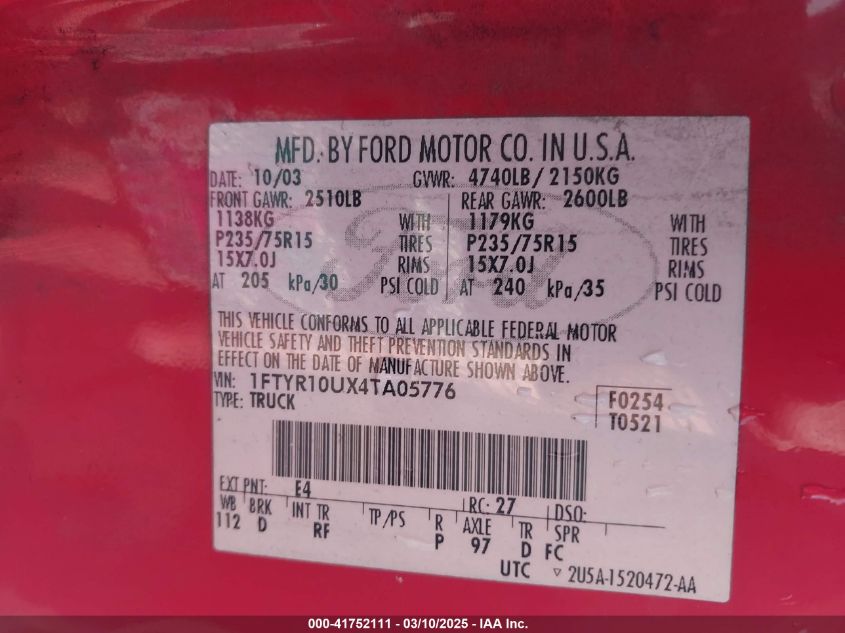 MFD. BY FORD MOTOR CO. IN U.S.A.
DATE: 10/03 GVWR: 4740LB/ 2150KG
FRONT GAWR: 2510LB REAR GAWR: 2600LB
1138KG WITH 1179KG WITH
P235/75R15 TIRES P235/75R15 TIRES
15X7.0J RIMS 15X7.0J RIMS
AT 205 kPa/30 PSI COLD AT 240 kPa/35 PSI COLD
Ford
THIS VEHICLE CONFORMS TO ALL APPLICABLE FEDERAL MOTOR
VEHICLE SAFETY AND THEFT PREVENTION STANDARDS IN
EFFECT ON THE DATE OF MANUFACTURE SHOWN ABOVE.
VIN: 1FTYR10UX4TA05776 F0254
TYPE: TRUCK T0521
EXT PNT: E4 RC: 27 DSO:
WB BRK INT TR TP/PS R AXLE TR SPR
112 D RF P 97 D FC
UTC ▽ 2U5A-1520472-AA
000-41752111 - 03/10/2025 - IAA Inc.